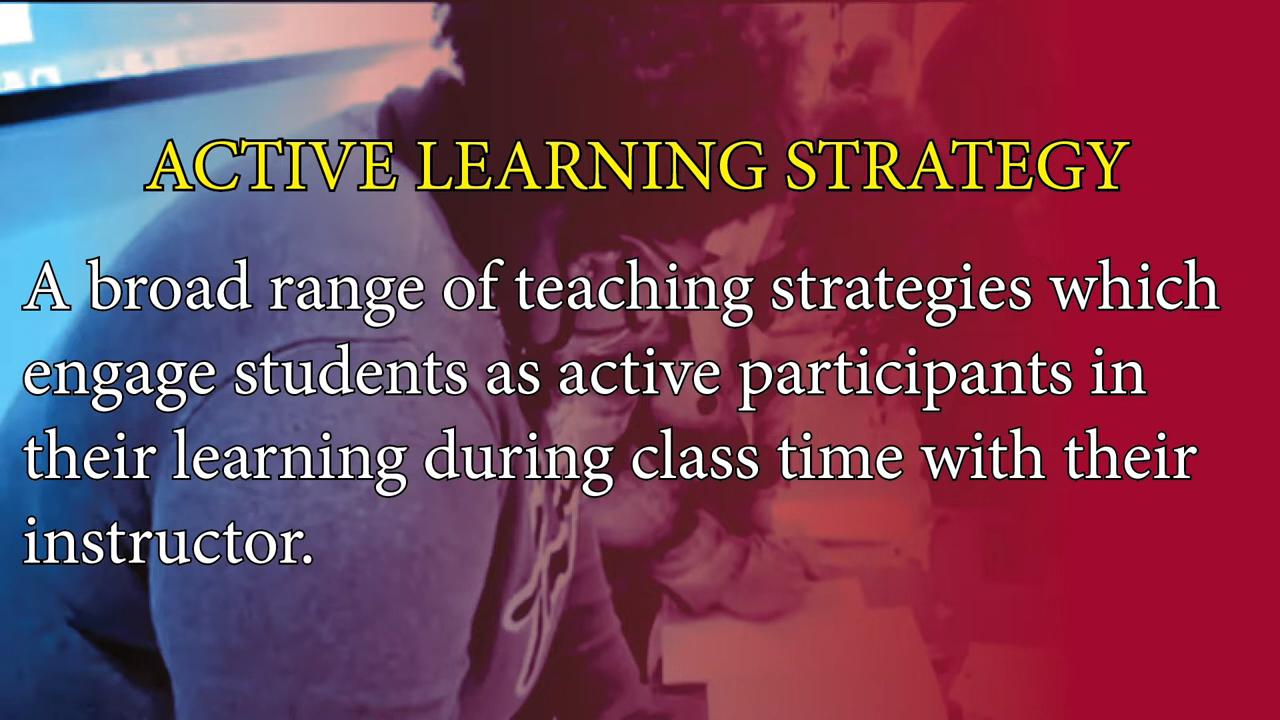 ACTIVE LEARNING STRATEGY
A broad range of teaching strategies which
engage students as active participants in
their learning during class time with their
instructor.